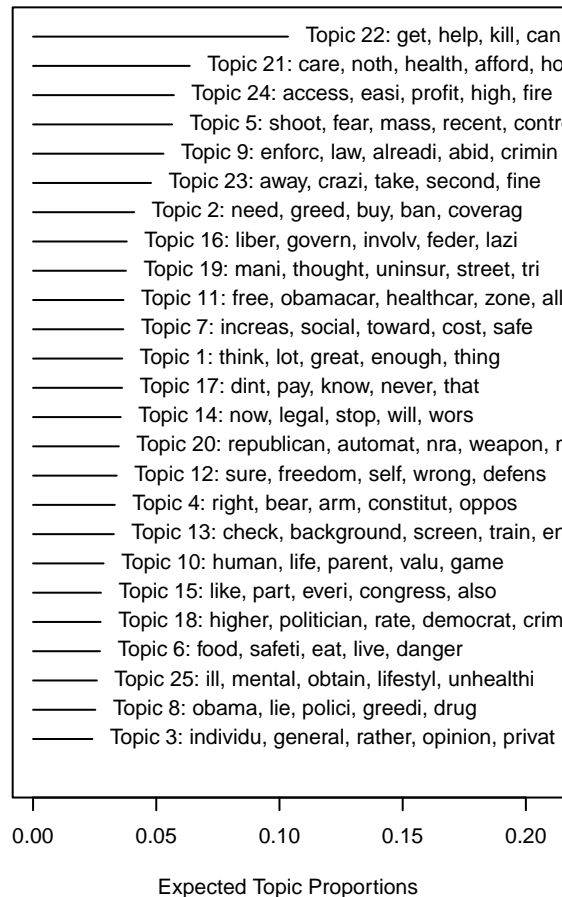 Topic 22: get, help, kill, can
Topic 21: care, noth, health, afford, ho
Topic 24: access, easi, profit, high, fire
Topic 5: shoot, fear, mass, recent, contr
Topic 9: enforc, law, alreadi, abid, crimin
Topic 23: away, crazi, take, second, fine
Topic 2: need, greed, buy, ban, coverag
Topic 16: liber, govern, involv, feder, lazi
Topic 19: mani, thought, uninsur, street, tri
Topic 11: free, obamacar, healthcar, zone, all
Topic 7: increas, social, toward, cost, safe
Topic 1: think, lot, great, enough, thing
Topic 17: dint, pay, know, never, that
Topic 14: now, legal, stop, will, wors
Topic 20: republican, automat, nra, weapon, r
Topic 12: sure, freedom, self, wrong, defens
Topic 4: right, bear, arm, constitut, oppos
Topic 13: check, background, screen, train, en
Topic 10: human, life, parent, valu, game
Topic 15: like, part, everi, congress, also
Topic 18: higher, politician, rate, democrat, crim
Topic 6: food, safeti, eat, live, danger
Topic 25: ill, mental, obtain, lifestyl, unhealthi
Topic 8: obama, lie, polici, greedi, drug
Topic 3: individu, general, rather, opinion, privat
0.00 0.05 0.10 0.15 0.20
Expected Topic Proportions